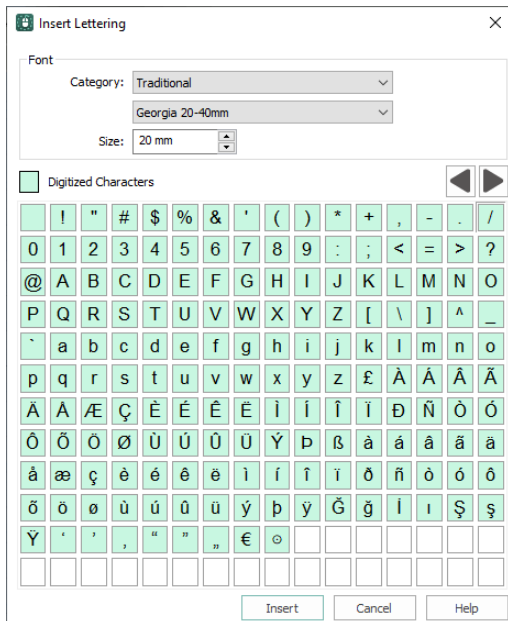 Insert Lettering
Font
Category: Traditional
Georgia 20-40mm
Size: 20 mm
Digitized Characters
! " # $ % & ' ( ) * + , - . /
0 1 2 3 4 5 6 7 8 9 : ; < = > ?
@ A B C D E F G H I J K L M N O
P Q R S T U V W X Y Z [ \ ] ^ _
` a b c d e f g h i j k l m n o
p q r s t u v w x y z £ À Á Â Ã
Ä Å Æ Ç È É Ê Ë Ì Í Î Ï Đ Ñ Ò Ó
Ô Õ Ö Ø Ù Ú Û Ü Ý Þ ß à á â ã ä
å æ ç è é ê ë ì í î ï ð ñ ò ó ô
õ ö ø ù ú û ü ý þ ÿ Ğ ğ İ ı Ş ş
Ÿ ‘ ’ ‚ “ ” „ € ⊙
Insert Cancel Help